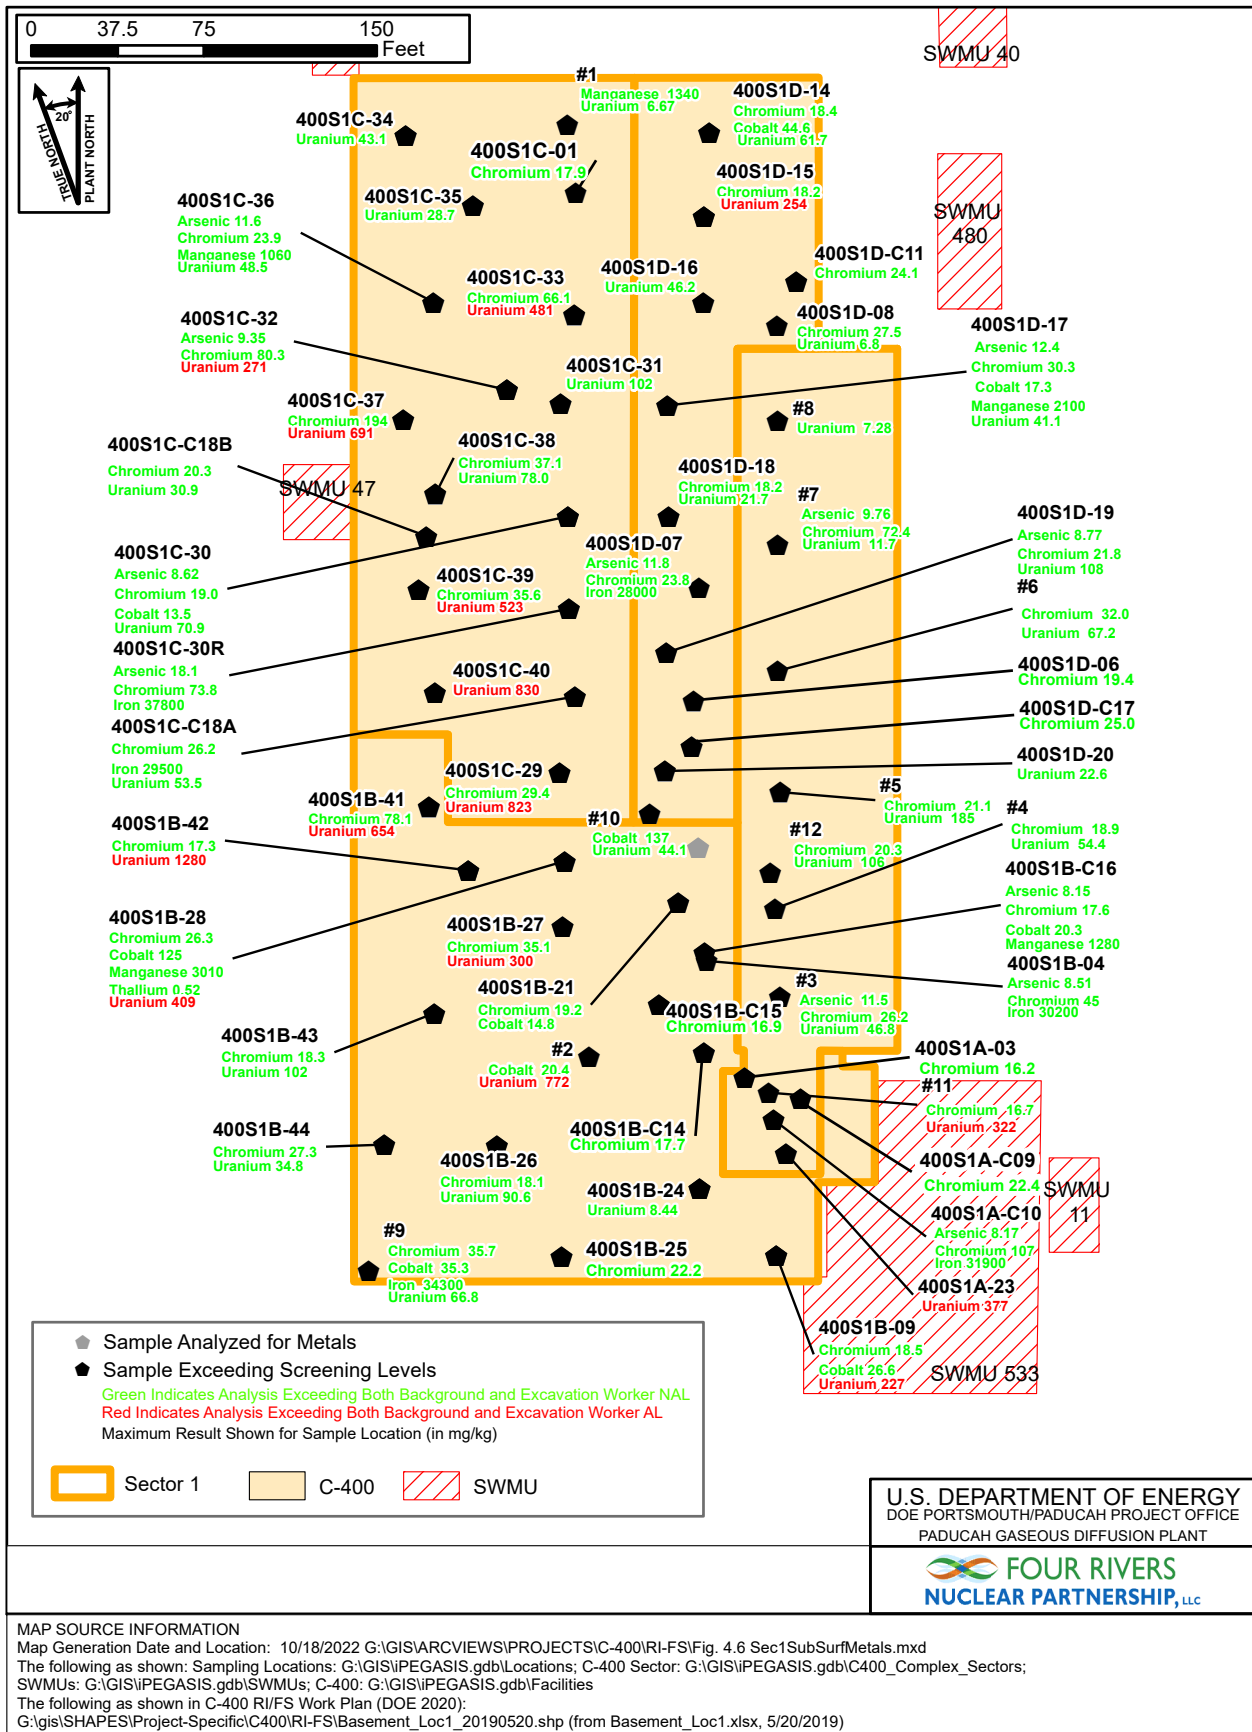 0 37.5 75 150
Feet
TRUE NORTH
20°
PLANT NORTH
SWMU 40
SWMU
480
SWMU 47
SWMU
11
SWMU 533
#1
Manganese 1340
Uranium 6.67
400S1D-14
Chromium 18.4
Cobalt 44.6
Uranium 61.7
400S1C-34
Uranium 43.1
400S1C-01
Chromium 17.9
400S1D-15
Chromium 18.2
Uranium 254
400S1C-36
Arsenic 11.6
Chromium 23.9
Manganese 1060
Uranium 48.5
400S1C-35
Uranium 28.7
400S1D-C11
Chromium 24.1
400S1C-33
Chromium 66.1
Uranium 481
400S1D-16
Uranium 46.2
400S1D-08
Chromium 27.5
Uranium 6.8
400S1D-17
Arsenic 12.4
Chromium 30.3
Cobalt 17.3
Manganese 2100
Uranium 41.1
400S1C-32
Arsenic 9.35
Chromium 80.3
Uranium 271
400S1C-31
Uranium 102
400S1C-37
Chromium 194
Uranium 691
#8
Uranium 7.28
400S1C-C18B
Chromium 20.3
Uranium 30.9
400S1C-38
Chromium 37.1
Uranium 78.0
400S1D-18
Chromium 18.2
Uranium 21.7
#7
Arsenic 9.76
Chromium 72.4
Uranium 11.7
400S1D-19
Arsenic 8.77
Chromium 21.8
Uranium 108
400S1C-30
Arsenic 8.62
Chromium 19.0
Cobalt 13.5
Uranium 70.9
400S1D-07
Arsenic 11.8
Chromium 23.8
Iron 28000
400S1C-39
Chromium 35.6
Uranium 523
#6
Chromium 32.0
Uranium 67.2
400S1C-30R
Arsenic 18.1
Chromium 73.8
Iron 37800
400S1C-40
Uranium 830
400S1D-06
Chromium 19.4
400S1D-C17
Chromium 25.0
400S1C-C18A
Chromium 26.2
Iron 29500
Uranium 53.5
400S1D-20
Uranium 22.6
400S1C-29
Chromium 29.4
Uranium 823
#5
Chromium 21.1
Uranium 185
400S1B-41
Chromium 78.1
Uranium 654
#4
Chromium 18.9
Uranium 54.4
400S1B-42
Chromium 17.3
Uranium 1280
#10
Cobalt 137
Uranium 44.1
#12
Chromium 20.3
Uranium 106
400S1B-C16
Arsenic 8.15
Chromium 17.6
Cobalt 20.3
Manganese 1280
400S1B-28
Chromium 26.3
Cobalt 125
Manganese 3010
Thallium 0.52
Uranium 409
400S1B-27
Chromium 35.1
Uranium 300
400S1B-04
Arsenic 8.51
Chromium 45
Iron 30200
400S1B-21
Chromium 19.2
Cobalt 14.8
#3
Arsenic 11.5
Chromium 26.2
Uranium 46.8
400S1B-C15
Chromium 16.9
400S1B-43
Chromium 18.3
Uranium 102
#2
Cobalt 20.4
Uranium 772
400S1A-03
Chromium 16.2
#11
Chromium 16.7
Uranium 322
400S1B-44
Chromium 27.3
Uranium 34.8
400S1B-C14
Chromium 17.7
400S1B-26
Chromium 18.1
Uranium 90.6
400S1A-C09
Chromium 22.4
400S1B-24
Uranium 8.44
400S1A-C10
Arsenic 8.17
Chromium 107
Iron 31900
#9
Chromium 35.7
Cobalt 35.3
Iron 34300
Uranium 66.8
400S1B-25
Chromium 22.2
400S1A-23
Uranium 377
400S1B-09
Chromium 18.5
Cobalt 26.6
Uranium 227
Sample Analyzed for Metals
Sample Exceeding Screening Levels
Green Indicates Analysis Exceeding Both Background and Excavation Worker NAL
Red Indicates Analysis Exceeding Both Background and Excavation Worker AL
Maximum Result Shown for Sample Location (in mg/kg)
Sector 1 C-400 SWMU
U.S. DEPARTMENT OF ENERGY
DOE PORTSMOUTH/PADUCAH PROJECT OFFICE
PADUCAH GASEOUS DIFFUSION PLANT
FOUR RIVERS
NUCLEAR PARTNERSHIP, LLC
MAP SOURCE INFORMATION
Map Generation Date and Location: 10/18/2022 G:\GIS\ARCVIEWS\PROJECTS\C-400\RI-FS\Fig. 4.6 Sec1SubSurfMetals.mxd
The following as shown: Sampling Locations: G:\GIS\iPEGASIS.gdb\Locations; C-400 Sector: G:\GIS\iPEGASIS.gdb\C400_Complex_Sectors;
SWMUs: G:\GIS\iPEGASIS.gdb\SWMUs; C-400: G:\GIS\iPEGASIS.gdb\Facilities
The following as shown in C-400 RI/FS Work Plan (DOE 2020):
G:\gis\SHAPES\Project-Specific\C400\RI-FS\Basement_Loc1_20190520.shp (from Basement_Loc1.xlsx, 5/20/2019)